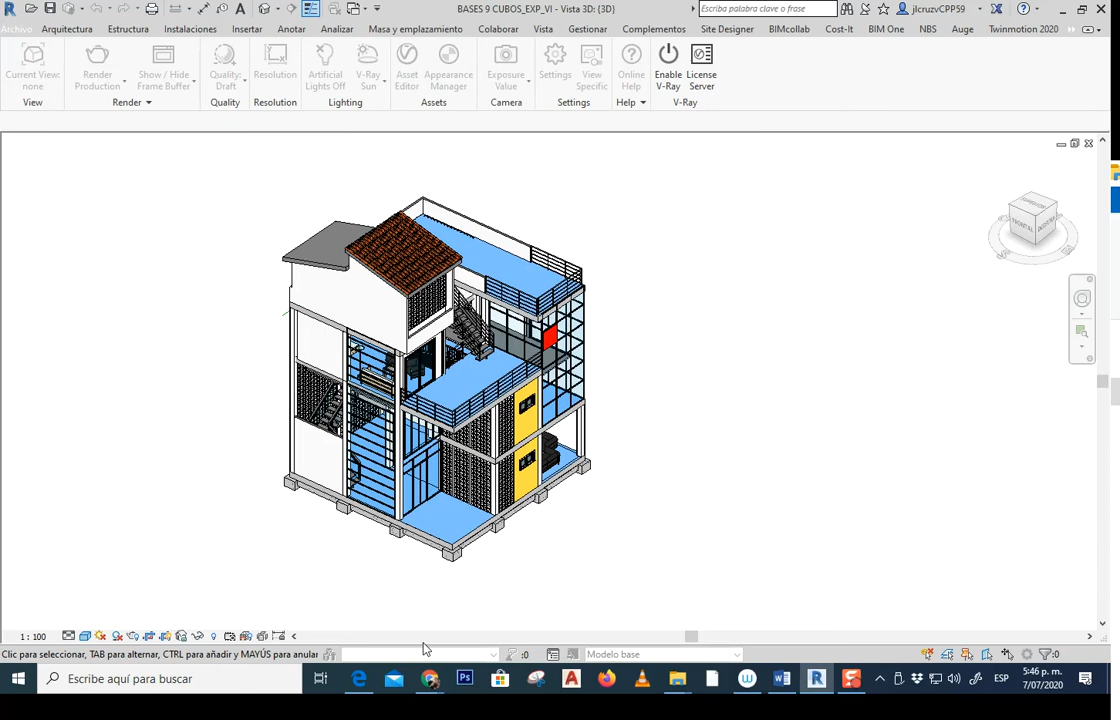 BASES 9 CUBOS_EXP_VI - Vista 3D: {3D}
Escriba palabra clave o frase
jlcruzvCPP59
Archivo Arquitectura Estructura Instalaciones Insertar Anotar Analizar Masa y emplazamiento Colaborar Vista Gestionar Complementos Site Designer BIMcollab Cost-It BIM One NBS Auge Twinmotion 2020
Current View: none
Render Production
Show / Hide Frame Buffer
Quality: Draft
Resolution
Artificial Lights Off
V-Ray Sun
Asset Editor
Appearance Manager
Exposure Value
Settings
View Specific
Online Help
Enable V-Ray
License Server
View Render Quality Resolution Lighting Assets Camera Settings Help V-Ray
1 : 100
Clic para seleccionar, TAB para alternar, CTRL para añadir y MAYÚS para anular
:0
Modelo base
:0
Escribe aquí para buscar
ESP
5:46 p. m.
7/07/2020